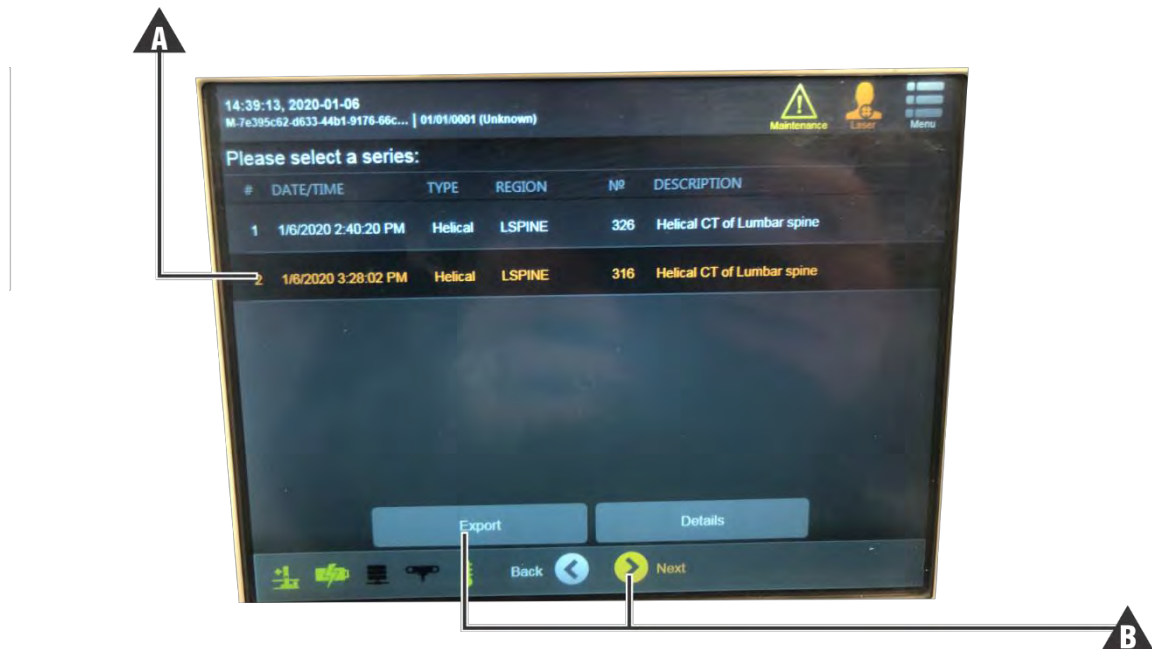 A
14:39:13, 2020-01-06
M-7e395c62-d633-44b1-9176-66c... | 01/01/0001 (Unknown)
Maintenance
Laser
Menu
Please select a series:
# DATE/TIME TYPE REGION Nº DESCRIPTION
1 1/6/2020 2:40:20 PM Helical LSPINE 326 Helical CT of Lumbar spine
2 1/6/2020 3:28:02 PM Helical LSPINE 316 Helical CT of Lumbar spine
Export Details
Back Next
B